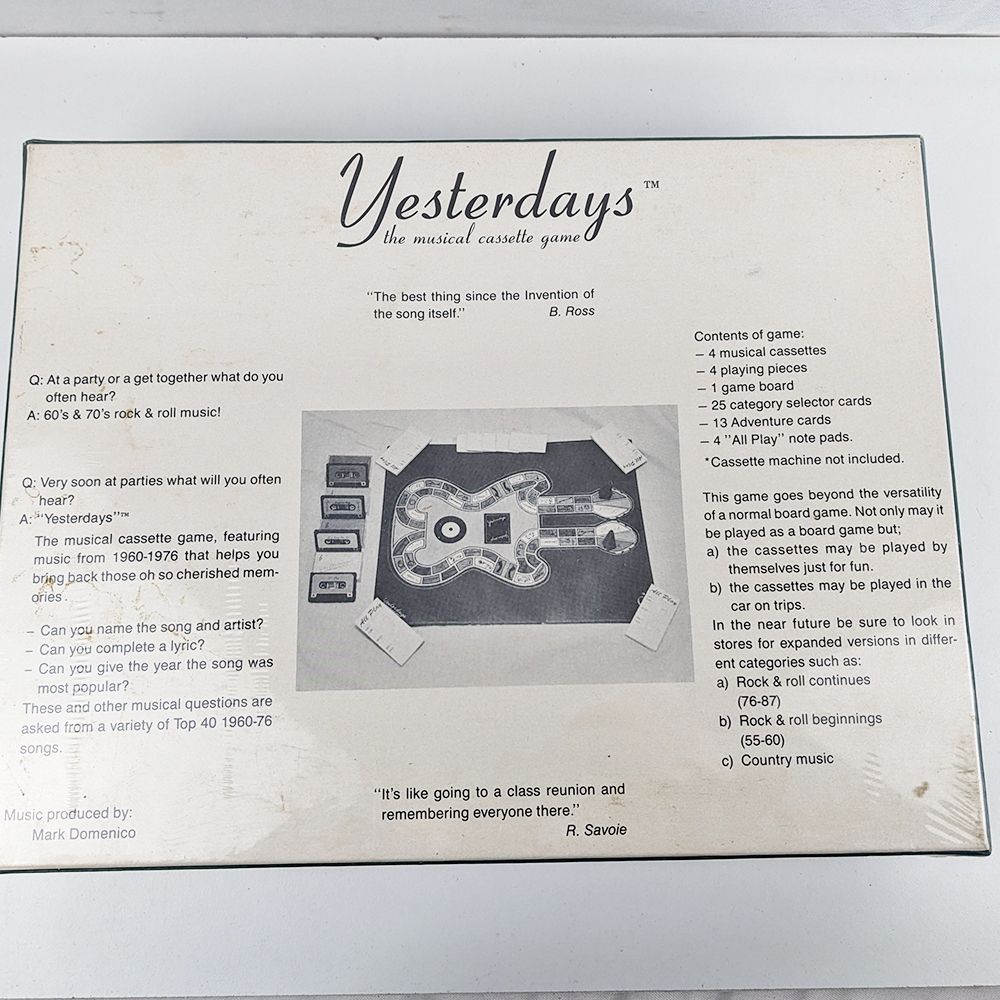 Yesterdays™
the musical cassette game
"The best thing since the Invention of
the song itself."
B. Ross
Q: At a party or a get together what do you
often hear?
A: 60's & 70's rock & roll music!
Q: Very soon at parties what will you often
hear?
A: "Yesterdays"™
The musical cassette game, featuring
music from 1960-1976 that helps you
bring back those oh so cherished mem-
ories.
– Can you name the song and artist?
– Can you complete a lyric?
– Can you give the year the song was
most popular?
These and other musical questions are
asked from a variety of Top 40 1960-76
songs.
Music produced by:
Mark Domenico
All Play
All Play
All Play
All Play
"It's like going to a class reunion and
remembering everyone there."
R. Savoie
Contents of game:
– 4 musical cassettes
– 4 playing pieces
– 1 game board
– 25 category selector cards
– 13 Adventure cards
– 4 "All Play" note pads.
*Cassette machine not included.
This game goes beyond the versatility
of a normal board game. Not only may it
be played as a board game but;
a) the cassettes may be played by
themselves just for fun.
b) the cassettes may be played in the
car on trips.
In the near future be sure to look in
stores for expanded versions in differ-
ent categories such as:
a) Rock & roll continues
(76-87)
b) Rock & roll beginnings
(55-60)
c) Country music